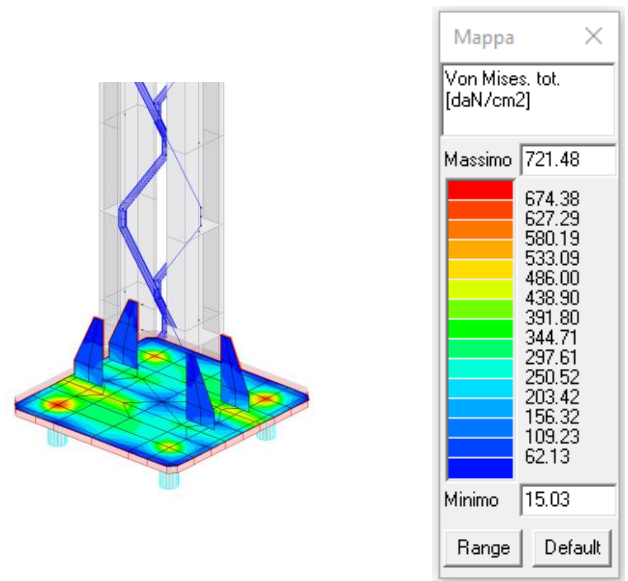 Mappa
Von Mises. tot.
[daN/cm2]
Massimo 721.48
674.38
627.29
580.19
533.09
486.00
438.90
391.80
344.71
297.61
250.52
203.42
156.32
109.23
62.13
Minimo 15.03
Range Default